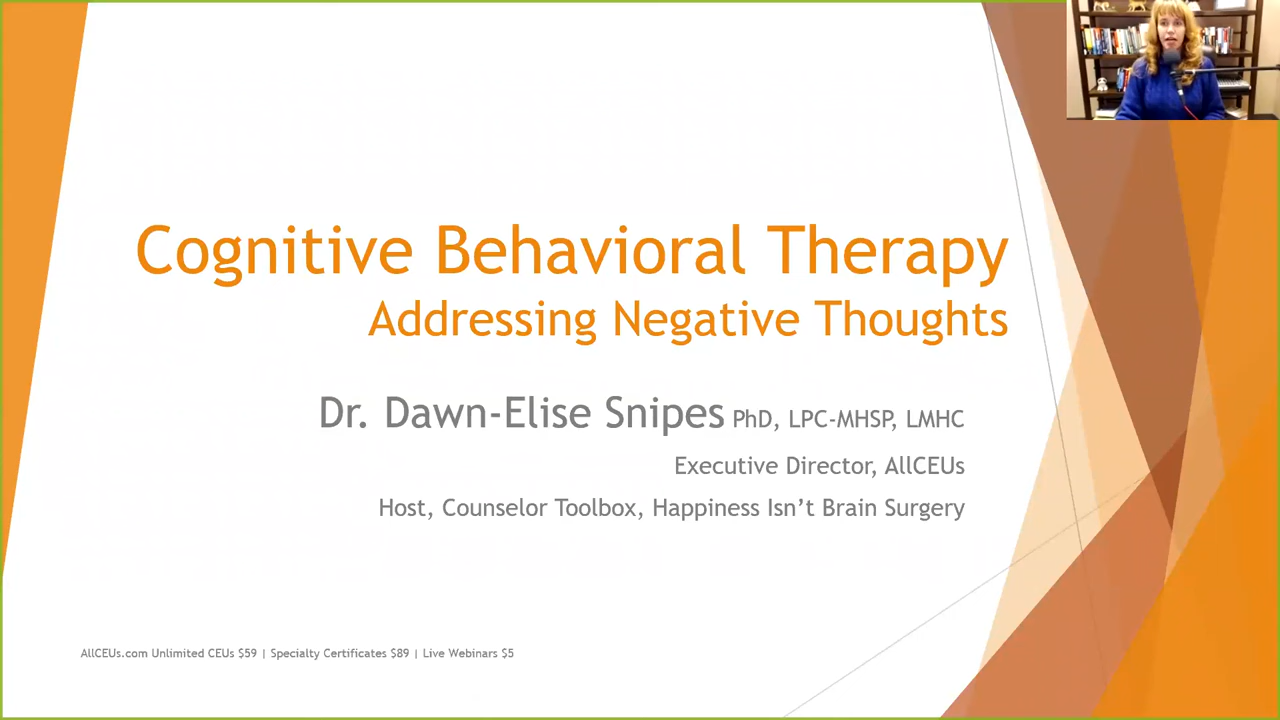 Cognitive Behavioral Therapy
Addressing Negative Thoughts
Dr. Dawn-Elise Snipes PhD, LPC-MHSP, LMHC
Executive Director, AllCEUs
Host, Counselor Toolbox, Happiness Isn’t Brain Surgery
AllCEUs.com Unlimited CEUs $59 | Specialty Certificates $89 | Live Webinars $5